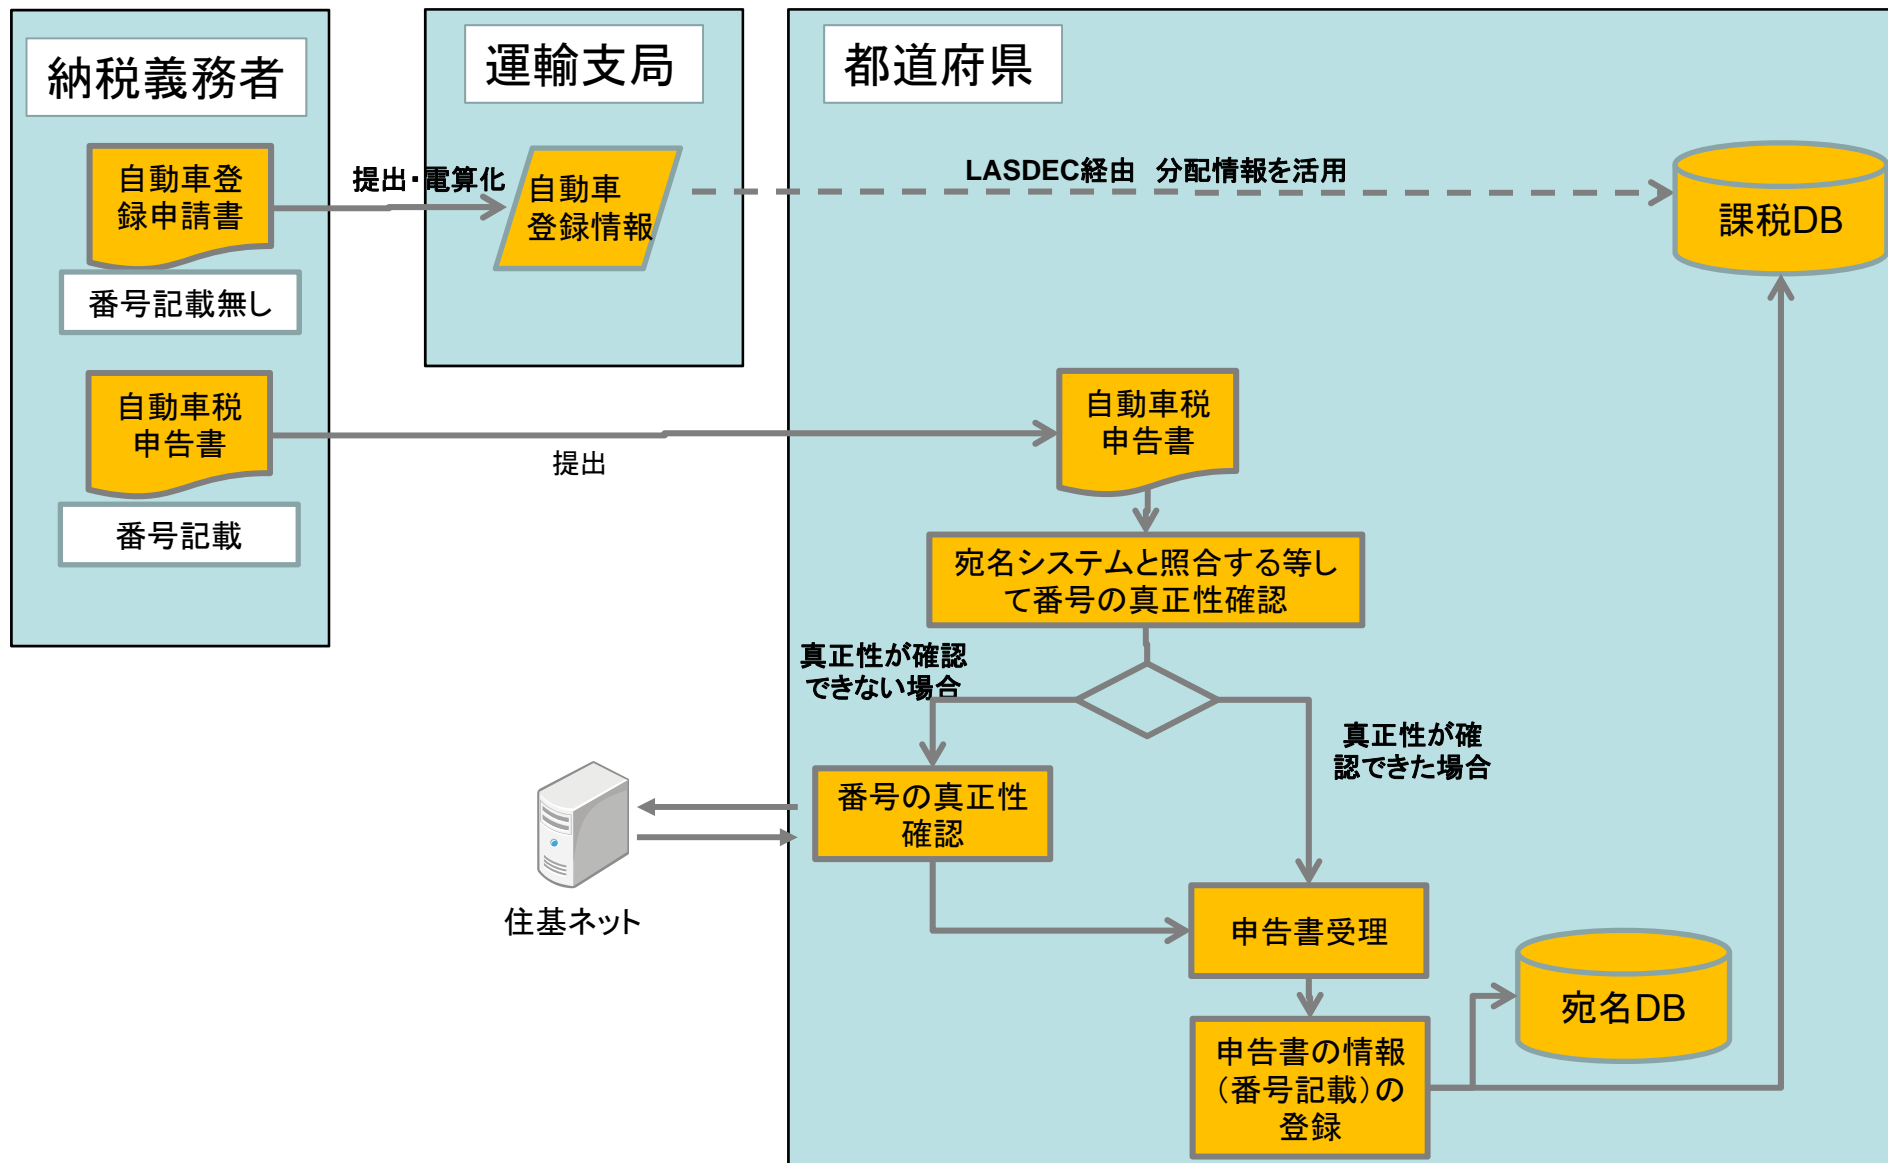 納税義務者
運輸支局
都道府県
自動車登
録申請書
番号記載無し
提出・電算化
自動車
登録情報
LASDEC経由 分配情報を活用
課税DB
自動車税
申告書
番号記載
提出
自動車税
申告書
宛名システムと照合する等し
て番号の真正性確認
真正性が確認
できない場合
真正性が確
認できた場合
番号の真正性
確認
住基ネット
申告書受理
宛名DB
申告書の情報
（番号記載）の
登録